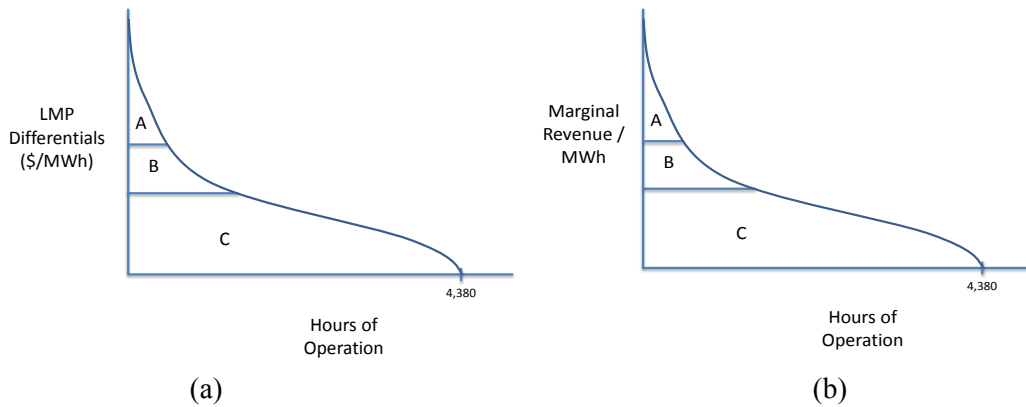 LMP
Differentials
($/MWh)
A
B
C
4,380
Hours of
Operation
(a)
Marginal
Revenue /
MWh
A
B
C
4,380
Hours of
Operation
(b)